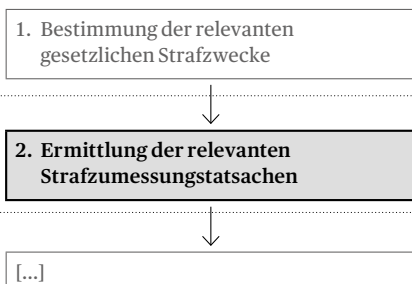 1. Bestimmung der relevanten
gesetzlichen Strafzwecke
2. Ermittlung der relevanten
Strafzumessungstatsachen
[...]